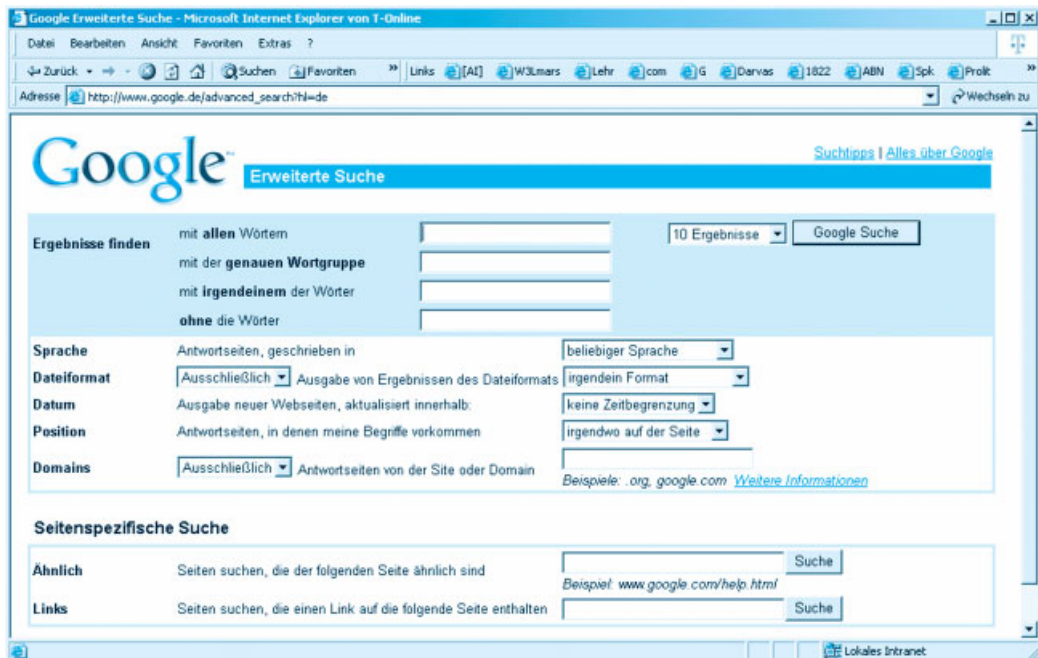 Google Erweiterte Suche - Microsoft Internet Explorer von T-Online
Datei Bearbeiten Ansicht Favoriten Extras ?
Zurück Suchen Favoriten » Links [AI] W3Lmars Lehr com G Darvas 1822 ABN Spk Prolit »
Adresse http://www.google.de/advanced_search?hl=de Wechseln zu
Google™ Erweiterte Suche
Suchtipps | Alles über Google
Ergebnisse finden
mit allen Wörtern 10 Ergebnisse Google Suche
mit der genauen Wortgruppe
mit irgendeinem der Wörter
ohne die Wörter
Sprache Antwortseiten, geschrieben in beliebiger Sprache
Dateiformat Ausschließlich Ausgabe von Ergebnissen des Dateiformats irgendein Format
Datum Ausgabe neuer Webseiten, aktualisiert innerhalb: keine Zeitbegrenzung
Position Antwortseiten, in denen meine Begriffe vorkommen irgendwo auf der Seite
Domains Ausschließlich Antwortseiten von der Site oder Domain
Beispiele: .org, google.com Weitere Informationen
Seitenspezifische Suche
Ähnlich Seiten suchen, die der folgenden Seite ähnlich sind Suche
Beispiel: www.google.com/help.html
Links Seiten suchen, die einen Link auf die folgende Seite enthalten Suche
Lokales Intranet